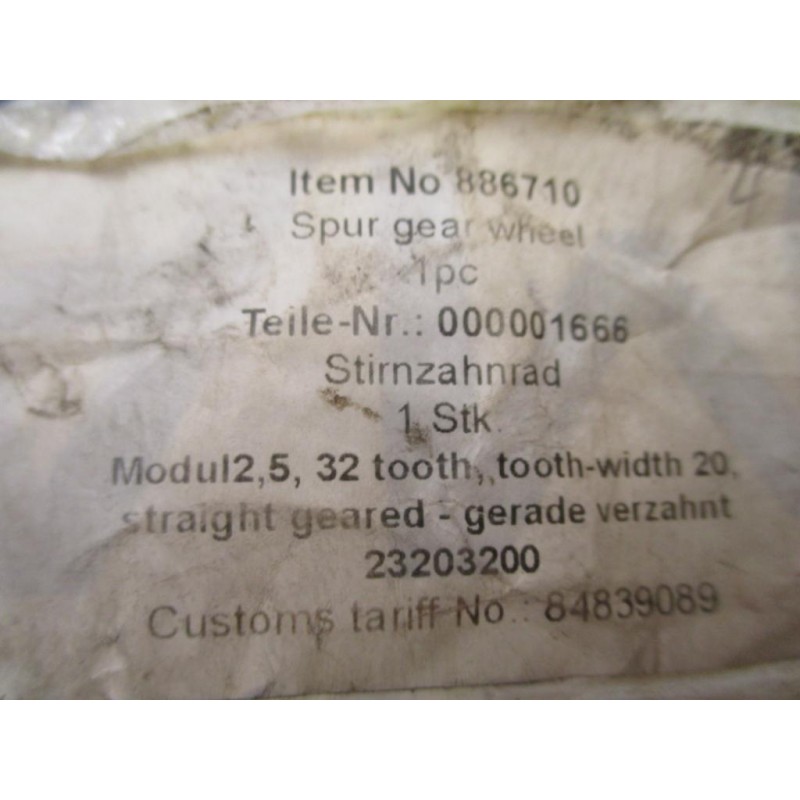 Item No 886710
Spur gear wheel
1pc
Teile-Nr.: 000001666
Stirnzahnrad
1 Stk.
Modul2,5, 32 tooth, tooth-width 20,
straight geared - gerade verzahnt
23203200
Customs tariff No.: 84839089